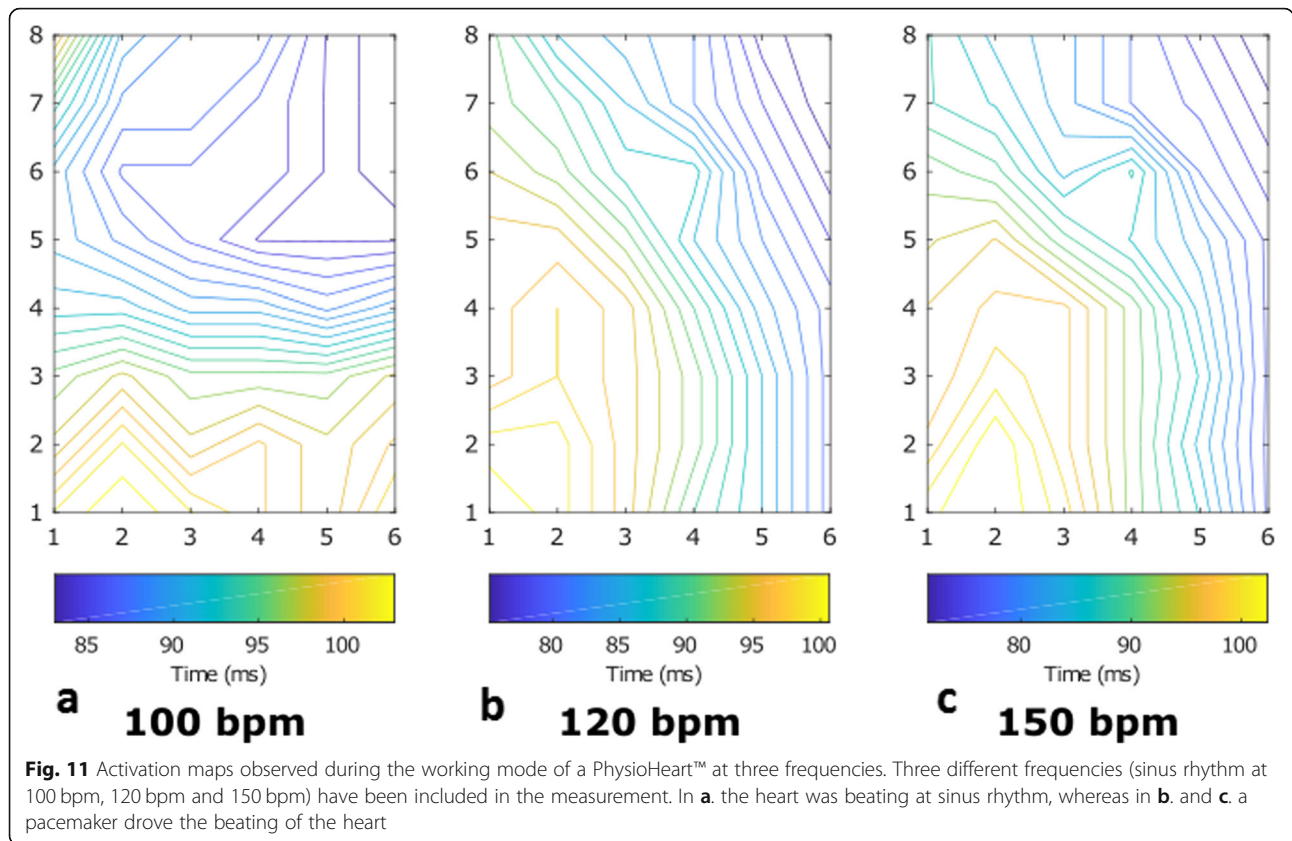 8 8 8
7 7 7
6 6 6
5 5 5
4 4 4
3 3 3
2 2 2
1 1 1
1 2 3 4 5 6 1 2 3 4 5 6 1 2 3 4 5 6
85 90 95 100 80 85 90 95 100 80 90 100
Time (ms) Time (ms) Time (ms)
a 100 bpm b 120 bpm c 150 bpm
Fig. 11 Activation maps observed during the working mode of a PhysioHeart™ at three frequencies. Three different frequencies (sinus rhythm at
100 bpm, 120 bpm and 150 bpm) have been included in the measurement. In a. the heart was beating at sinus rhythm, whereas in b. and c. a
pacemaker drove the beating of the heart